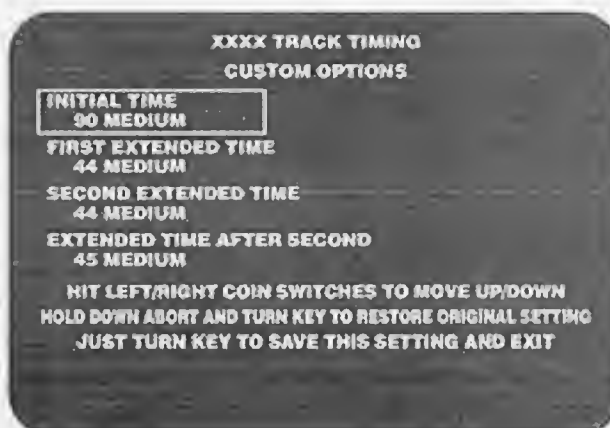 XXXX TRACK TIMING
CUSTOM OPTIONS
INITIAL TIME
90 MEDIUM
FIRST EXTENDED TIME
44 MEDIUM
SECOND EXTENDED TIME
44 MEDIUM
EXTENDED TIME AFTER SECOND
45 MEDIUM
HIT LEFT/RIGHT COIN SWITCHES TO MOVE UP/DOWN
HOLD DOWN ABORT AND TURN KEY TO RESTORE ORIGINAL SETTING
JUST TURN KEY TO SAVE THIS SETTING AND EXIT